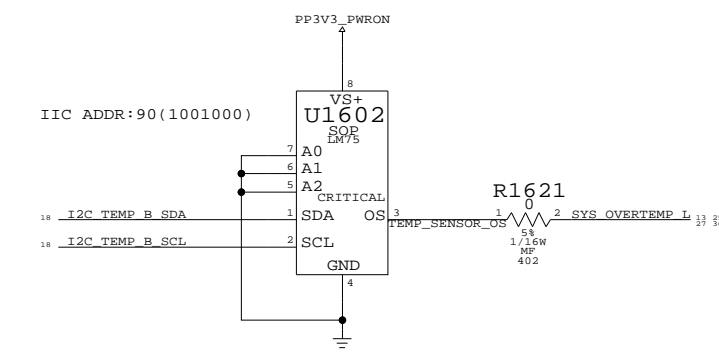 PP3V3_PWRON
8
VS+
IIC ADDR:90(1001000)
U1602
SOP
LM75
7 A0
6 A1
5 A2
CRITICAL
R1621
0
18 I2C_TEMP_B_SDA 1 SDA OS 3 TEMP_SENSOR_OS 1 2 SYS_OVERTEMP_L 13
27
5%
1/16W
MF
402
18 I2C_TEMP_B_SCL 2 SCL
GND
4